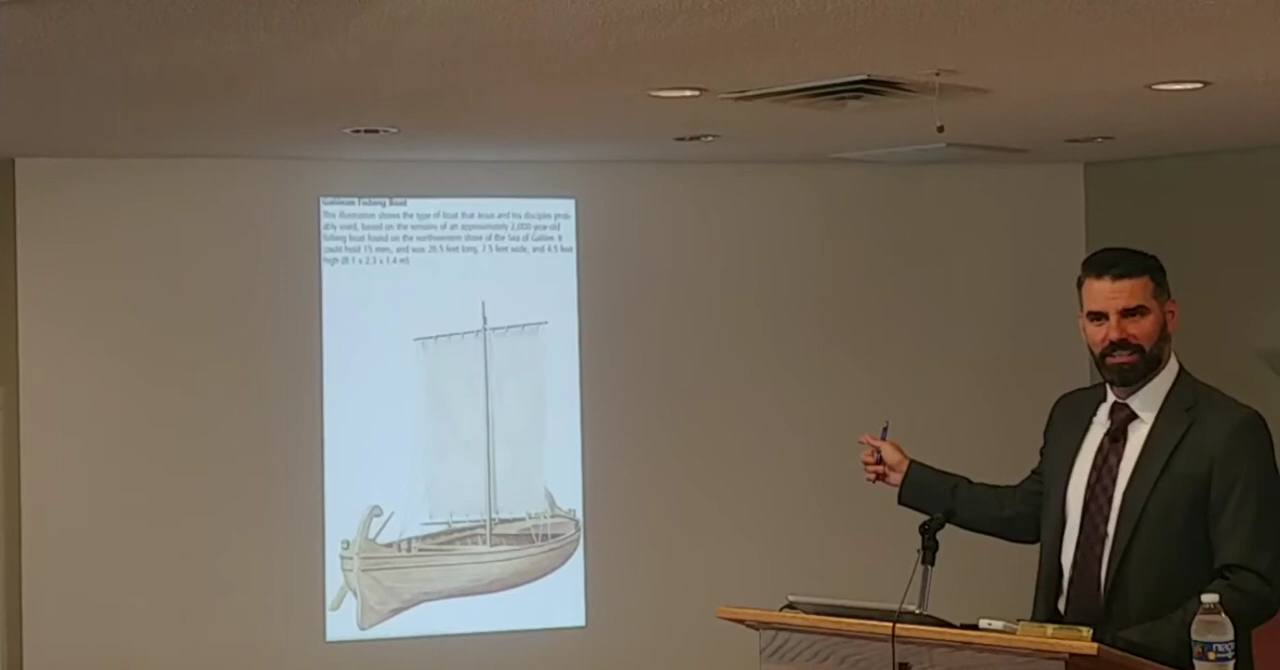 Galilean Fishing Boat
This illustration shows the type of boat that Jesus and his disciples prob-
ably used, based on the remains of an approximately 2,000-year-old
fishing boat found on the northwestern shore of the Sea of Galilee. It
could hold 15 men, and was 26.5 feet long, 7.5 feet wide, and 4.5 feet
high (8.1 x 2.3 x 1.4 m).